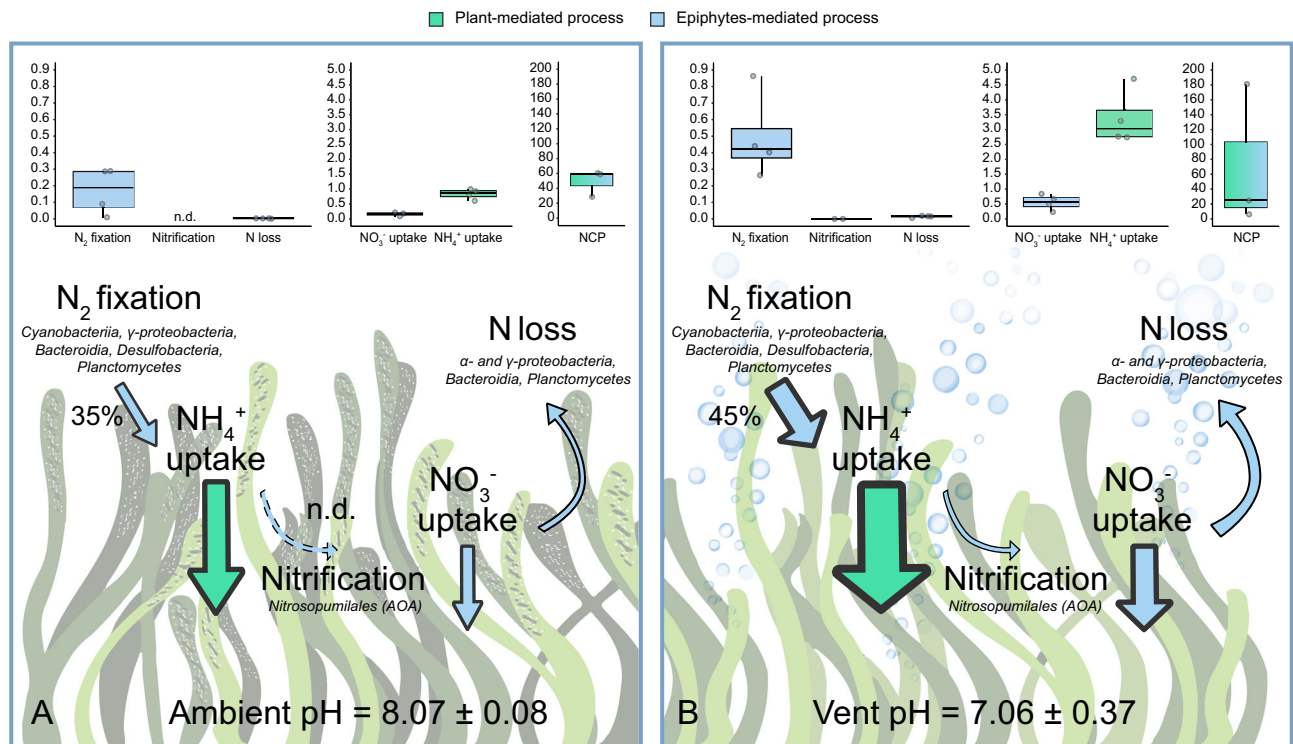 Plant-mediated process
Epiphytes-mediated process
0.9
0.8
0.7
0.6
0.5
0.4
0.3
0.2
0.1
0.0
N₂ fixation
n.d.
Nitrification
N loss
5.0
4.5
4.0
3.5
3.0
2.5
2.0
1.5
1.0
0.5
0.0
NO₃⁻ uptake
NH₄⁺ uptake
200
180
160
140
120
100
80
60
40
20
0
NCP
N₂ fixation
Cyanobacteriia, γ-proteobacteria,
Bacteroidia, Desulfobacteria,
Planctomycetes
35%
NH₄⁺
uptake
n.d.
Nitrification
Nitrosopumilales (AOA)
NO₃⁻
uptake
N loss
α- and γ-proteobacteria,
Bacteroidia, Planctomycetes
A
Ambient pH = 8.07 ± 0.08
0.9
0.8
0.7
0.6
0.5
0.4
0.3
0.2
0.1
0.0
N₂ fixation
Nitrification
N loss
5.0
4.5
4.0
3.5
3.0
2.5
2.0
1.5
1.0
0.5
0.0
NO₃⁻ uptake
NH₄⁺ uptake
200
180
160
140
120
100
80
60
40
20
0
NCP
N₂ fixation
Cyanobacteriia, γ-proteobacteria,
Bacteroidia, Desulfobacteria,
Planctomycetes
45%
NH₄⁺
uptake
Nitrification
Nitrosopumilales (AOA)
NO₃⁻
uptake
N loss
α- and γ-proteobacteria,
Bacteroidia, Planctomycetes
B
Vent pH = 7.06 ± 0.37